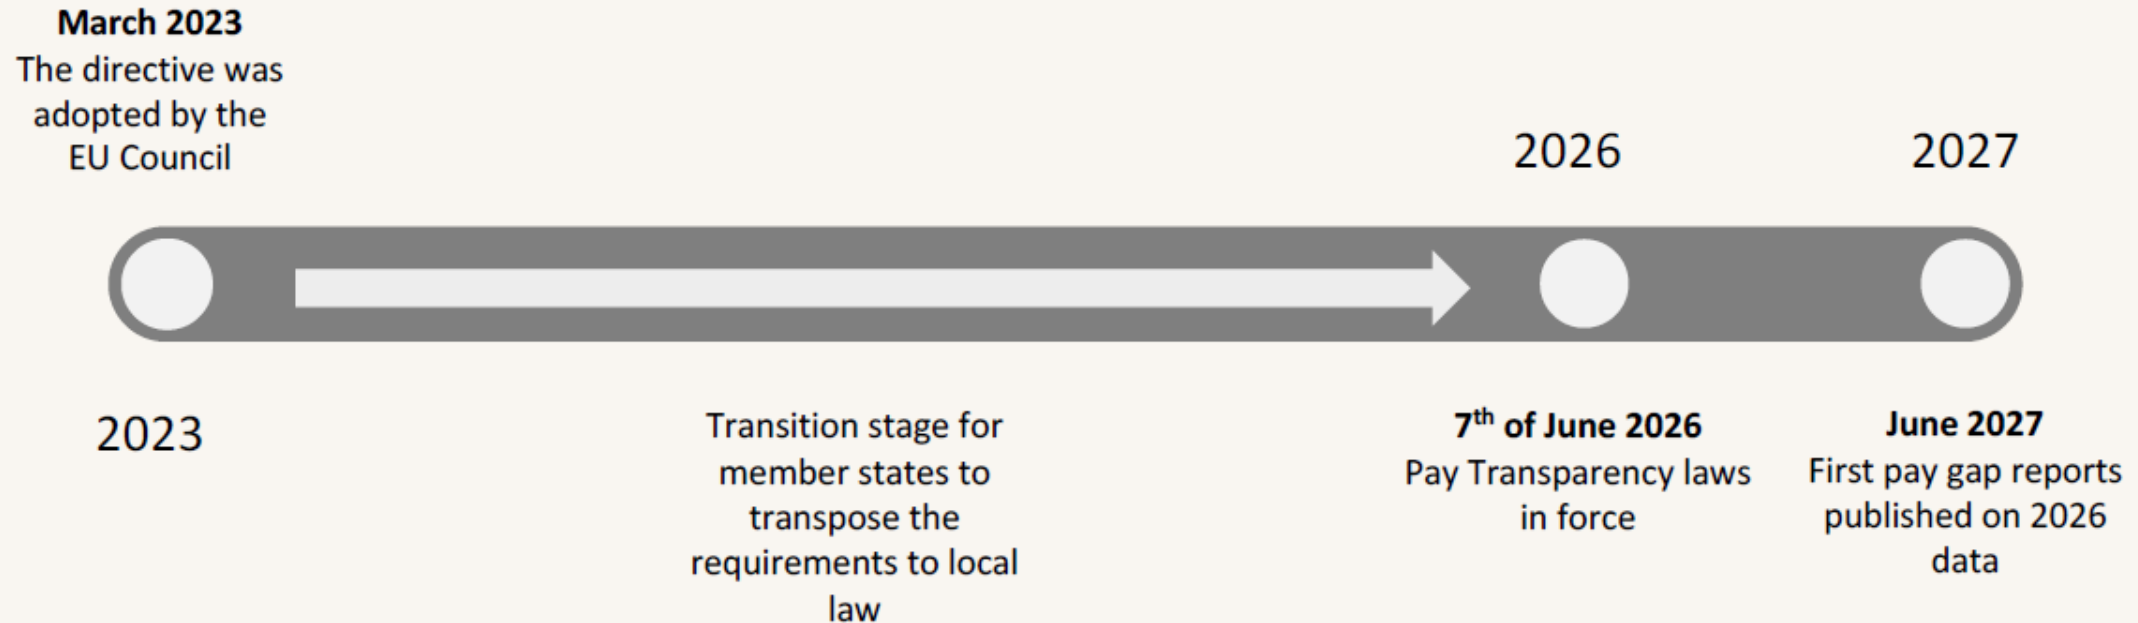 March 2023
The directive was
adopted by the
EU Council
2026
2027
2023
Transition stage for
member states to
transpose the
requirements to local
law
7th of June 2026
Pay Transparency laws
in force
June 2027
First pay gap reports
published on 2026
data